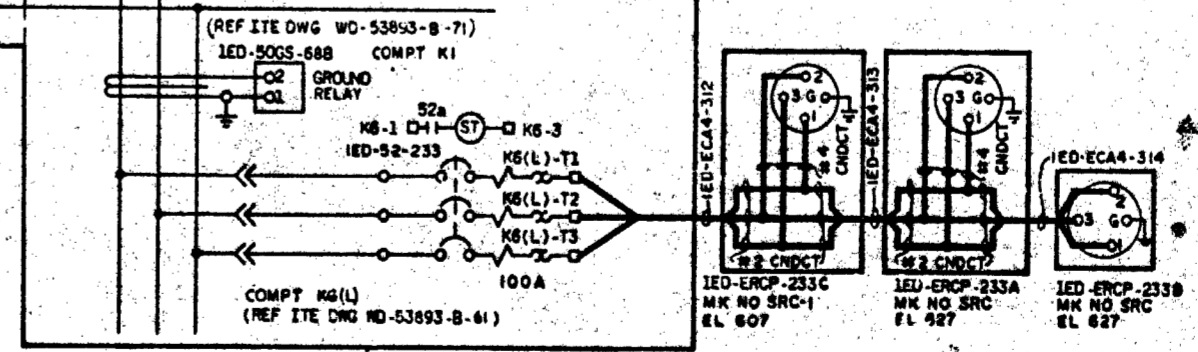 (REF ITE DWG WD-53893-B-71)
1ED-50GS-68B COMPT K1
2
1
GROUND
RELAY
52a
K6-1 ST K6-3
1ED-52-233
K6(L)-T1
K6(L)-T2
K6(L)-T3
100A
COMPT K6(L)
(REF ITE DWG WD-53893-B-61)
1ED-ECA4-312
2
3 G
1
#4
CNDCT
#2 CNDCT
1ED-ERCP-233C
MK NO SRC-1
EL 607
1ED-ECA4-313
2
3 G
1
#4
CNDCT
#2 CNDCT
1ED-ERCP-233A
MK NO SRC
EL 627
1ED-ECA4-314
2
3 G
1
1ED-ERCP-233B
MK NO SRC
EL 627